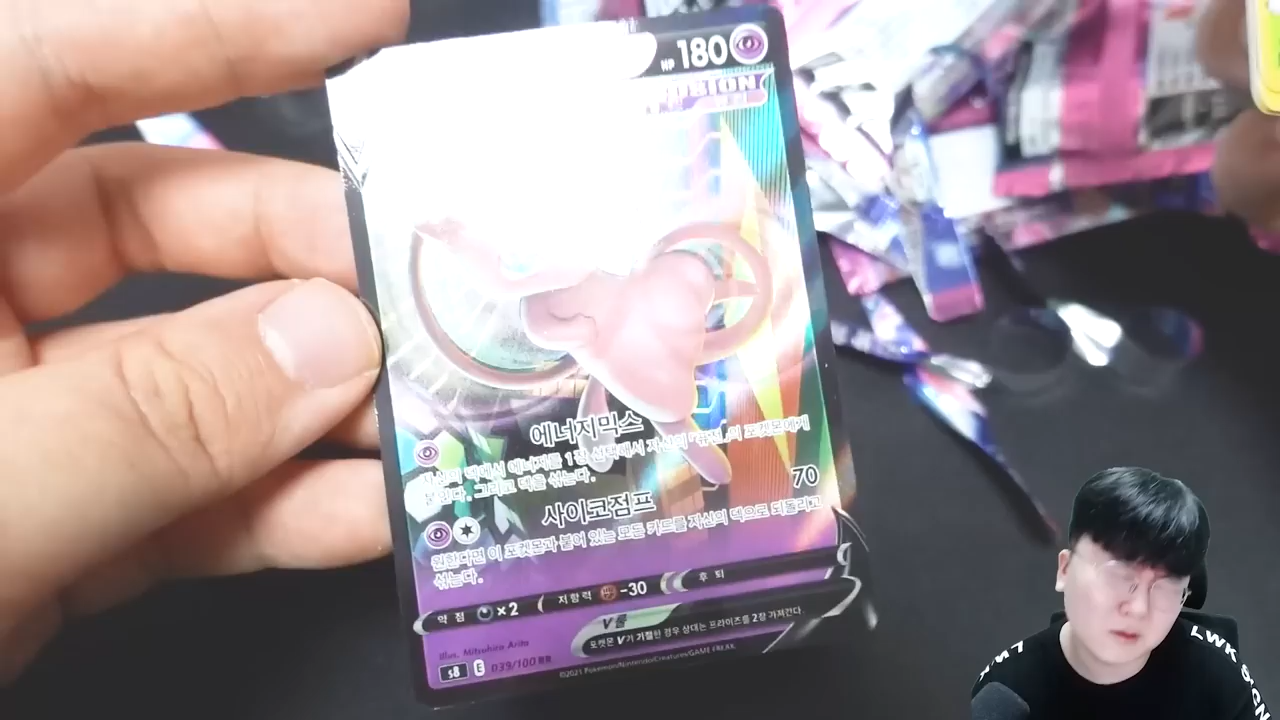 HP 180
에너지믹스
자신의 덱에서 에너지를 1장 선택해서 자신의 「퓨전」의 포켓몬에게
붙인다. 그리고 덱을 섞는다.
사이코점프 70
원한다면 이 포켓몬과 붙어 있는 모든 카드를 자신의 덱으로 되돌리고
섞는다.
약점 ×2 저항력 -30 후퇴
V룰
포켓몬 V가 기절한 경우 상대는 프라이즈를 2장 가져간다.
Illus. Mitsuhiro Arita
s8 E 039/100 RR
©2021 Pokémon/Nintendo/Creatures/GAME FREAK.
LWK